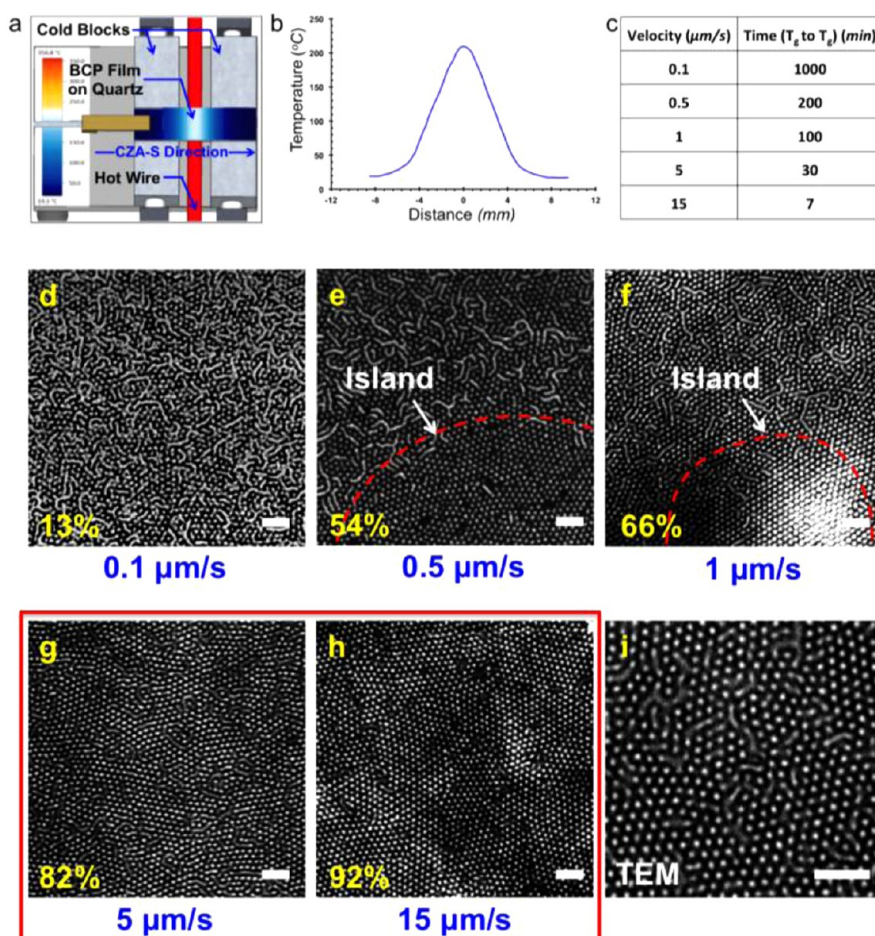 a
Cold Blocks
BCP Film
on Quartz
CZA-S Direction
Hot Wire
b
Temperature (°C)
250
200
150
100
50
0
-12
-8
-4
0
4
8
12
Distance (mm)
c
Velocity (μm/s) Time (Tg to Tg) (min)
0.1 1000
0.5 200
1 100
5 30
15 7
d
13%
0.1 μm/s
e
Island
54%
0.5 μm/s
f
Island
66%
1 μm/s
g
82%
5 μm/s
h
92%
15 μm/s
i
TEM